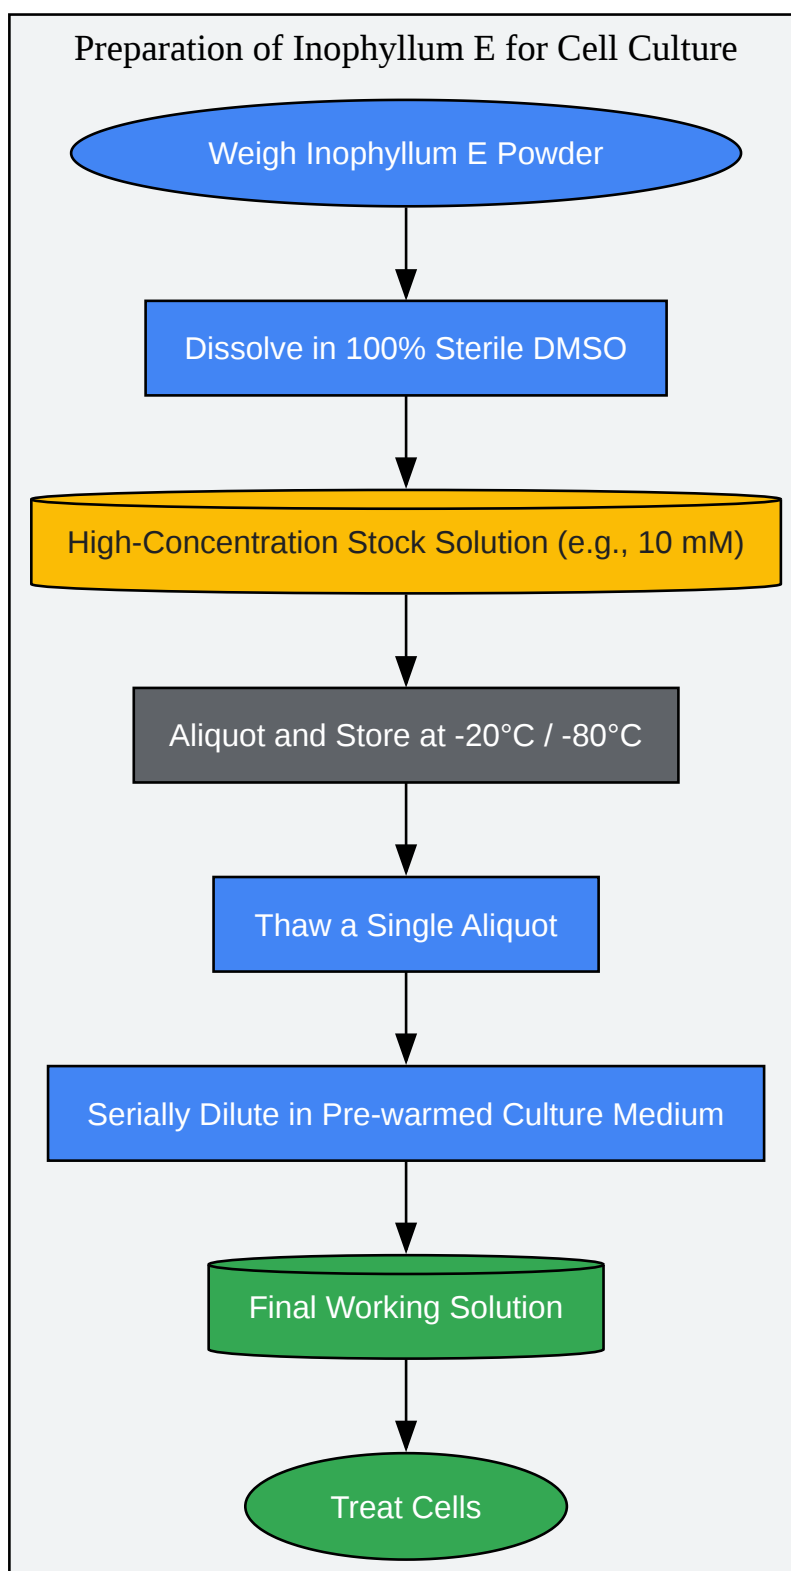 Preparation of Inophyllum E for Cell Culture
Weigh Inophyllum E Powder
Dissolve in 100% Sterile DMSO
High-Concentration Stock Solution (e.g., 10 mM)
Aliquot and Store at -20°C / -80°C
Thaw a Single Aliquot
Serially Dilute in Pre-warmed Culture Medium
Final Working Solution
Treat Cells